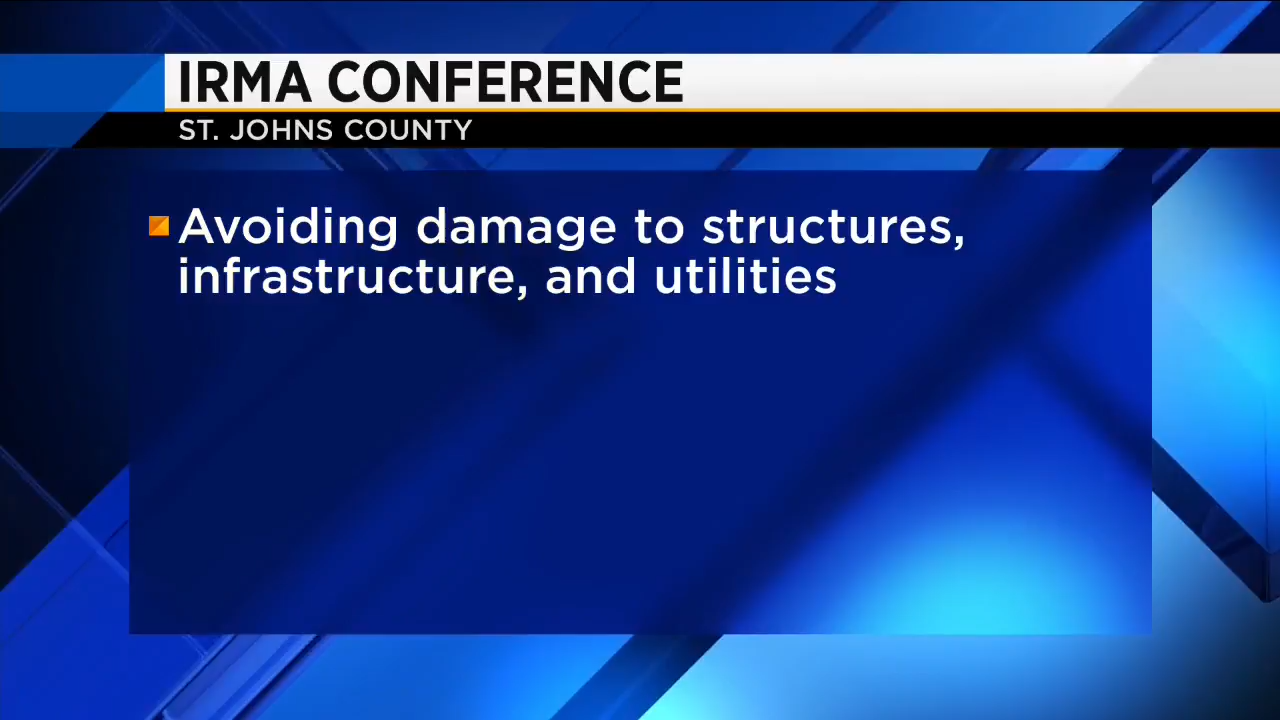 IRMA CONFERENCE
ST. JOHNS COUNTY
Avoiding damage to structures,
infrastructure, and utilities